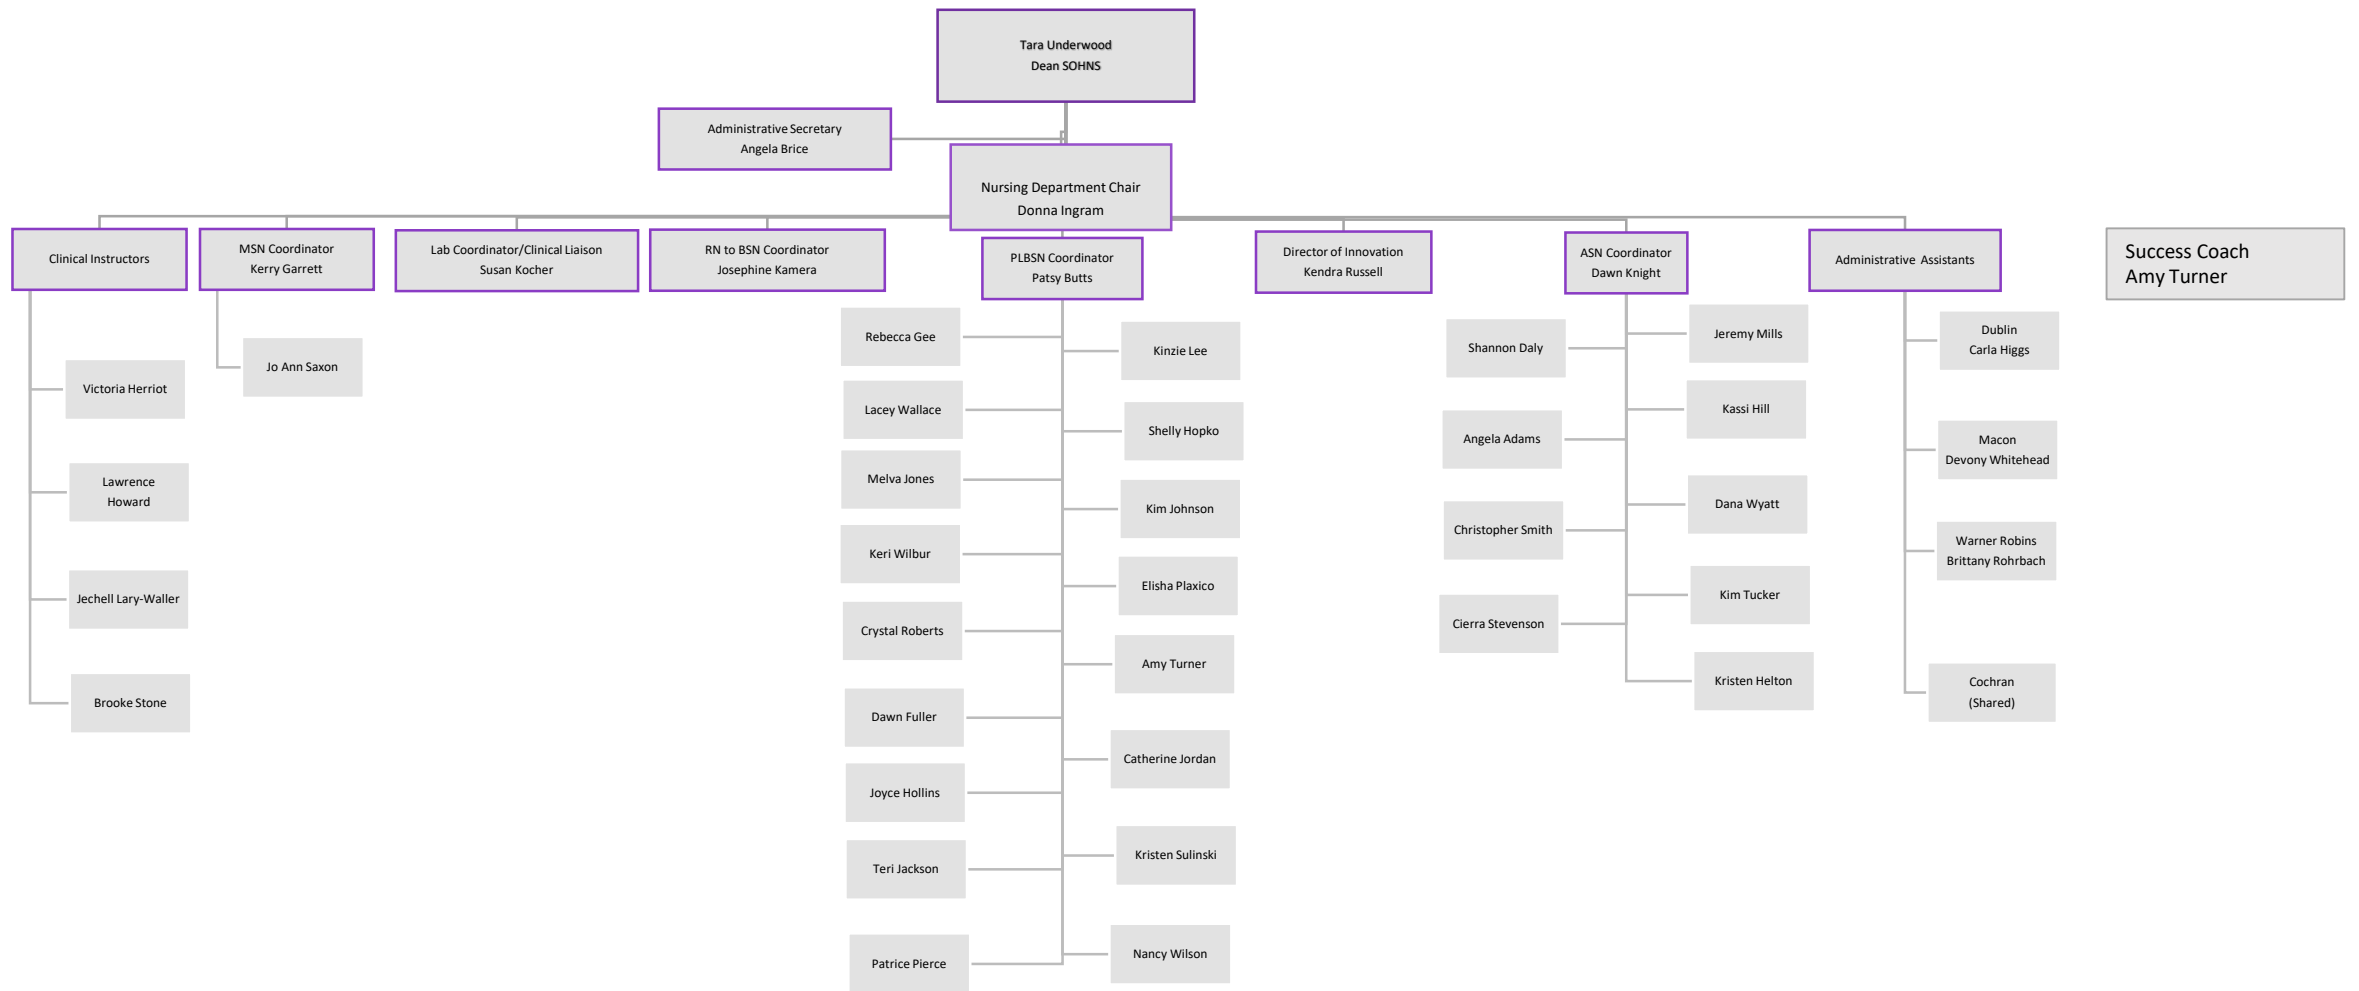 Tara Underwood
Dean SOHNS
Administrative Secretary
Angela Brice
Nursing Department Chair
Donna Ingram
Clinical Instructors
MSN Coordinator
Kerry Garrett
Lab Coordinator/Clinical Liaison
Susan Kocher
RN to BSN Coordinator
Josephine Kamera
PLBSN Coordinator
Patsy Butts
Director of Innovation
Kendra Russell
ASN Coordinator
Dawn Knight
Administrative Assistants
Success Coach
Amy Turner
Victoria Herriot
Lawrence
Howard
Jechell Lary-Waller
Brooke Stone
Jo Ann Saxon
Rebecca Gee
Lacey Wallace
Melva Jones
Keri Wilbur
Crystal Roberts
Dawn Fuller
Joyce Hollins
Teri Jackson
Patrice Pierce
Kinzie Lee
Shelly Hopko
Kim Johnson
Elisha Plaxico
Amy Turner
Catherine Jordan
Kristen Sulinski
Nancy Wilson
Shannon Daly
Angela Adams
Christopher Smith
Cierra Stevenson
Jeremy Mills
Kassi Hill
Dana Wyatt
Kim Tucker
Kristen Helton
Dublin
Carla Higgs
Macon
Devony Whitehead
Warner Robins
Brittany Rohrbach
Cochran
(Shared)